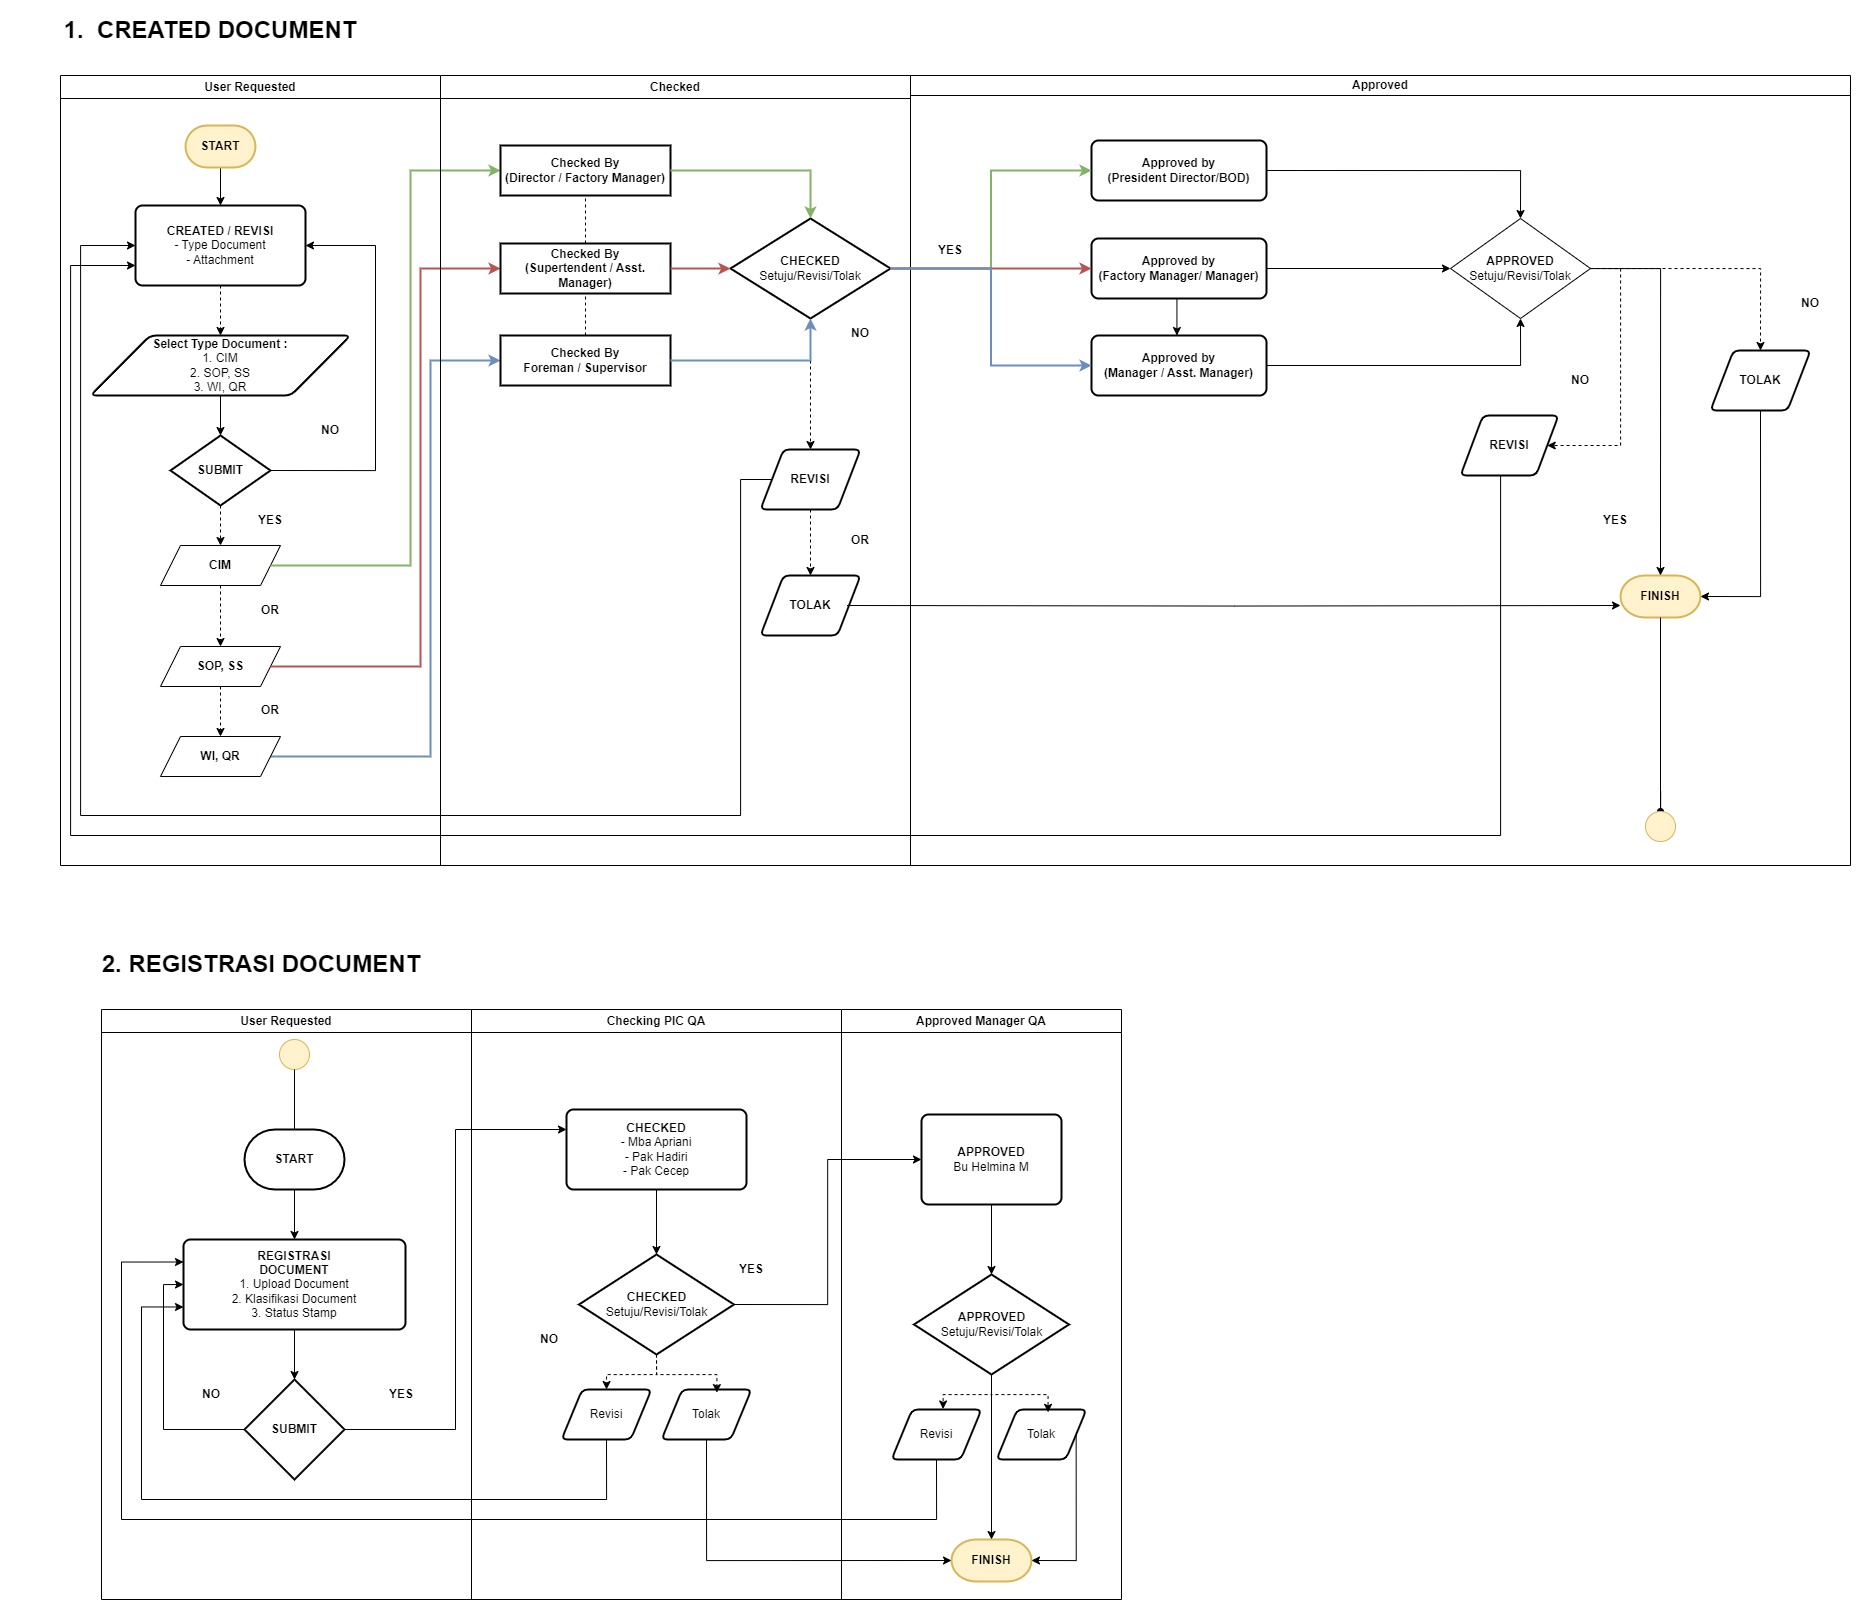 1. CREATED DOCUMENT
User Requested
Checked
Approved
START
CREATED / REVISI
- Type Document
- Attachment
Select Type Document :
1. CIM
2. SOP, SS
3. WI, QR
NO
SUBMIT
YES
CIM
OR
SOP, SS
OR
WI, QR
Checked By
(Director / Factory Manager)
Checked By
(Supertendent / Asst.
Manager)
Checked By
Foreman / Supervisor
CHECKED
Setuju/Revisi/Tolak
YES
NO
REVISI
OR
TOLAK
Approved by
(President Director/BOD)
Approved by
(Factory Manager/ Manager)
Approved by
(Manager / Asst. Manager)
APPROVED
Setuju/Revisi/Tolak
NO
TOLAK
NO
REVISI
YES
FINISH
2. REGISTRASI DOCUMENT
User Requested
Checking PIC QA
Approved Manager QA
START
REGISTRASI
DOCUMENT
1. Upload Document
2. Klasifikasi Document
3. Status Stamp
NO
YES
SUBMIT
CHECKED
- Mba Apriani
- Pak Hadiri
- Pak Cecep
CHECKED
Setuju/Revisi/Tolak
YES
NO
Revisi
Tolak
APPROVED
Bu Helmina M
APPROVED
Setuju/Revisi/Tolak
Revisi
Tolak
FINISH